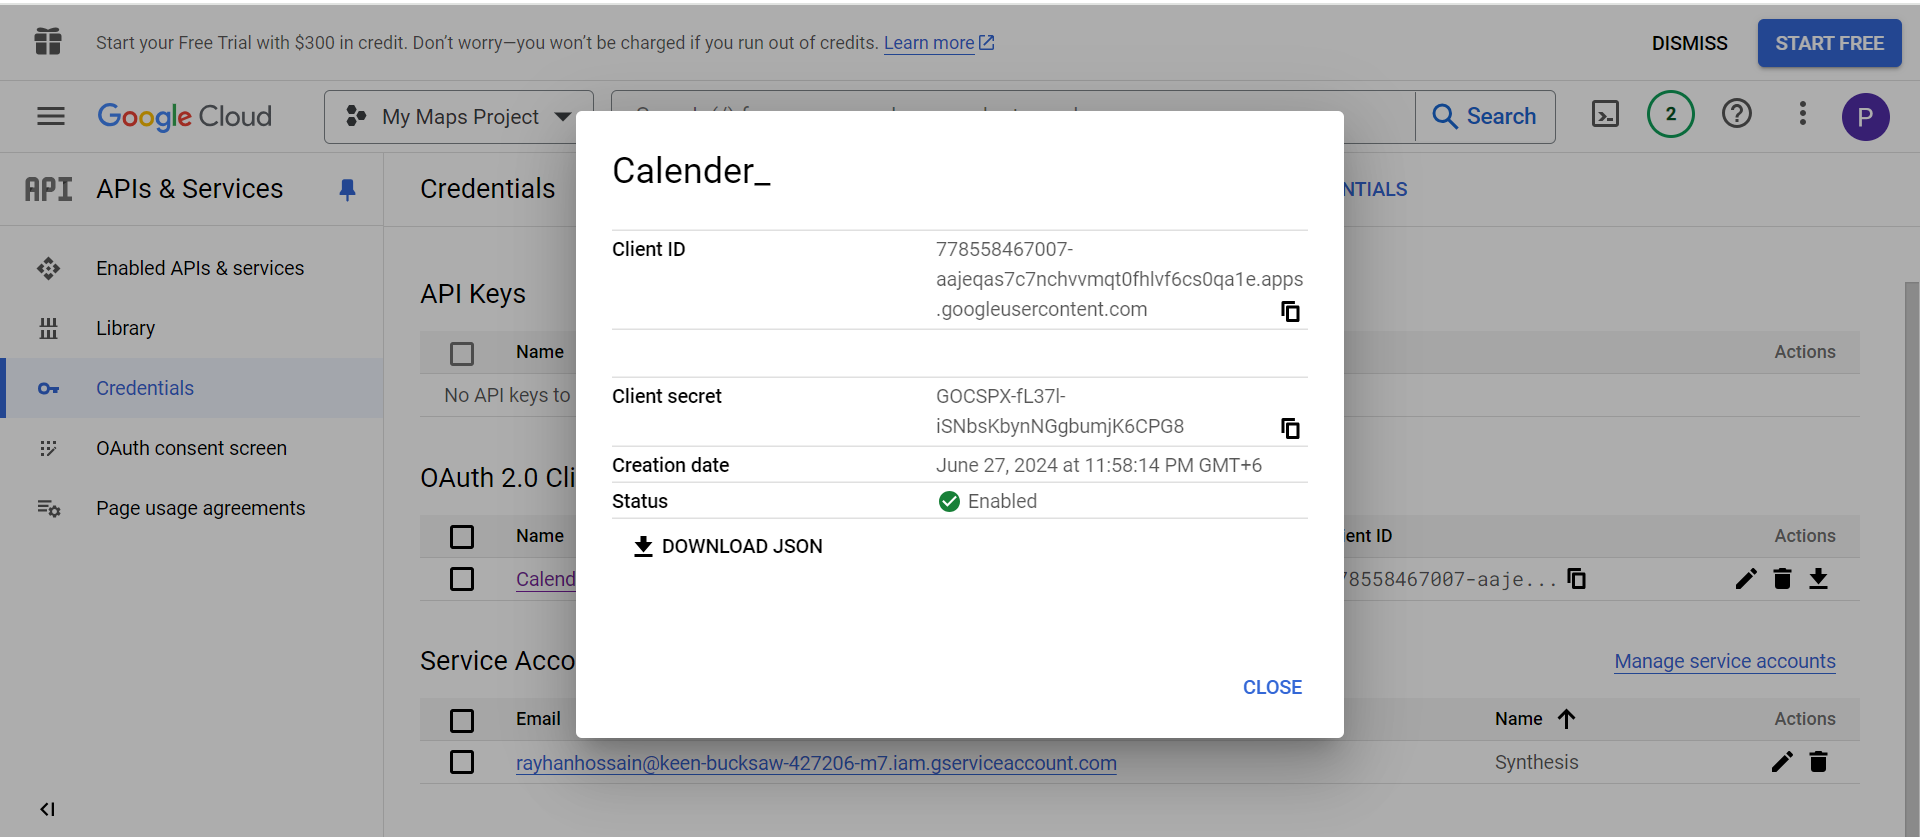 Start your Free Trial with $300 in credit. Don't worry—you won't be charged if you run out of credits. Learn more
DISMISS
START FREE
Google Cloud
My Maps Project
Search
2
P
API
APIs & Services
Credentials
NTIALS
Enabled APIs & services
Library
Credentials
OAuth consent screen
Page usage agreements
API Keys
Name
Actions
No API keys to
OAuth 2.0 Cli
Name
ient ID
Actions
Calend
78558467007-aaje...
Service Acco
Manage service accounts
Email
Name
Actions
rayhanhossain@keen-bucksaw-427206-m7.iam.gserviceaccount.com
Synthesis
Calender_
Client ID
778558467007-
aajeqas7c7nchvvmqt0fhlvf6cs0qa1e.apps
.googleusercontent.com
Client secret
GOCSPX-fL37l-
iSNbsKbynNGgbumjK6CPG8
Creation date
June 27, 2024 at 11:58:14 PM GMT+6
Status
Enabled
DOWNLOAD JSON
CLOSE